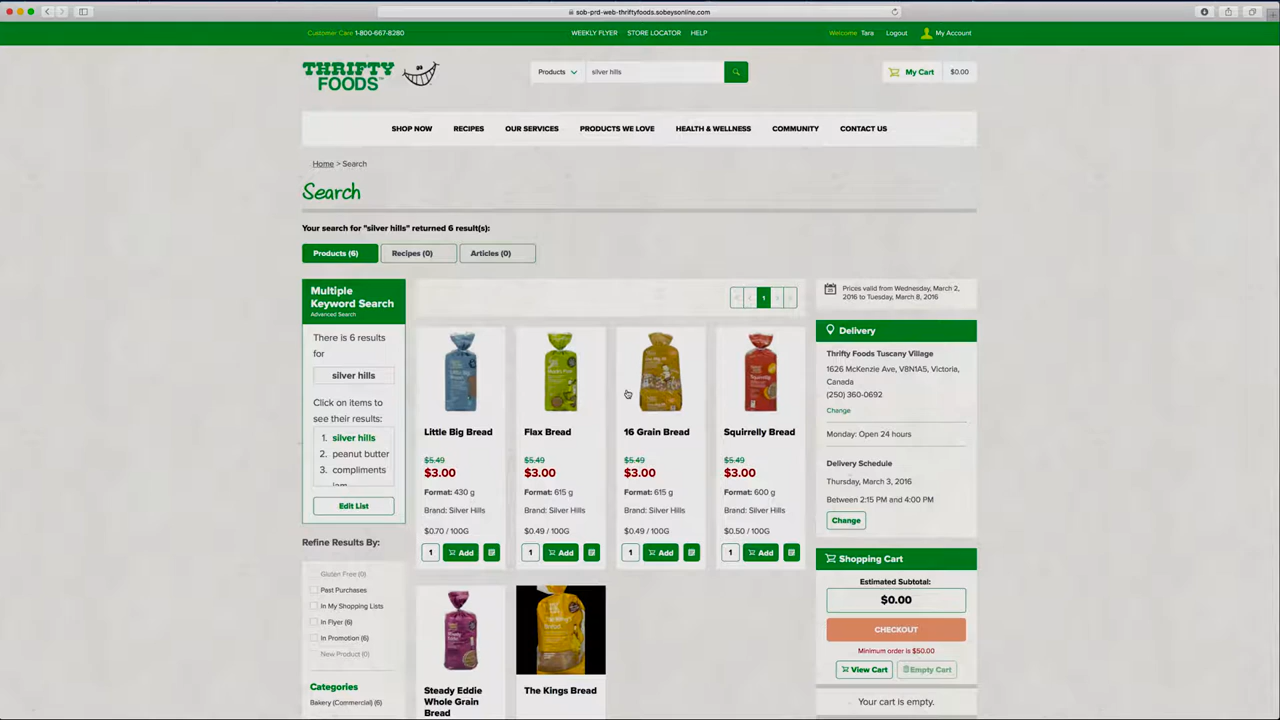 sob-prd-web-thriftyfoods.sobeysonline.com
Customer Care 1-800-667-8280
WEEKLY FLYER STORE LOCATOR HELP
Welcome Tara Logout My Account
THRIFTY FOODS
Products silver hills
My Cart $0.00
SHOP NOW RECIPES OUR SERVICES PRODUCTS WE LOVE HEALTH & WELLNESS COMMUNITY CONTACT US
Home > Search
Search
Your search for "silver hills" returned 6 result(s):
Products (6) Recipes (0) Articles (0)
Multiple
Keyword Search
Advanced Search
There is 6 results
for
silver hills
Click on items to
see their results:
1. silver hills
2. peanut butter
3. compliments
jam
Edit List
Refine Results By:
Gluten Free (0)
Past Purchases
In My Shopping Lists
In Flyer (6)
In Promotion (6)
New Product (0)
Categories
Bakery (Commercial) (6)
1
Little Big Bread
$5.49
$3.00
Format: 430 g
Brand: Silver Hills
$0.70 / 100G
1 Add
Flax Bread
$5.49
$3.00
Format: 615 g
Brand: Silver Hills
$0.49 / 100G
1 Add
16 Grain Bread
$5.49
$3.00
Format: 615 g
Brand: Silver Hills
$0.49 / 100G
1 Add
Squirrelly Bread
$5.49
$3.00
Format: 600 g
Brand: Silver Hills
$0.50 / 100G
1 Add
Steady Eddie
Whole Grain
Bread
The Kings Bread
Prices valid from Wednesday, March 2,
2016 to Tuesday, March 8, 2016
Delivery
Thrifty Foods Tuscany Village
1626 McKenzie Ave, V8N1A5, Victoria,
Canada
(250) 360-0692
Change
Monday: Open 24 hours
Delivery Schedule
Thursday, March 3, 2016
Between 2:15 PM and 4:00 PM
Change
Shopping Cart
Estimated Subtotal:
$0.00
CHECKOUT
Minimum order is $50.00
View Cart Empty Cart
Your cart is empty.